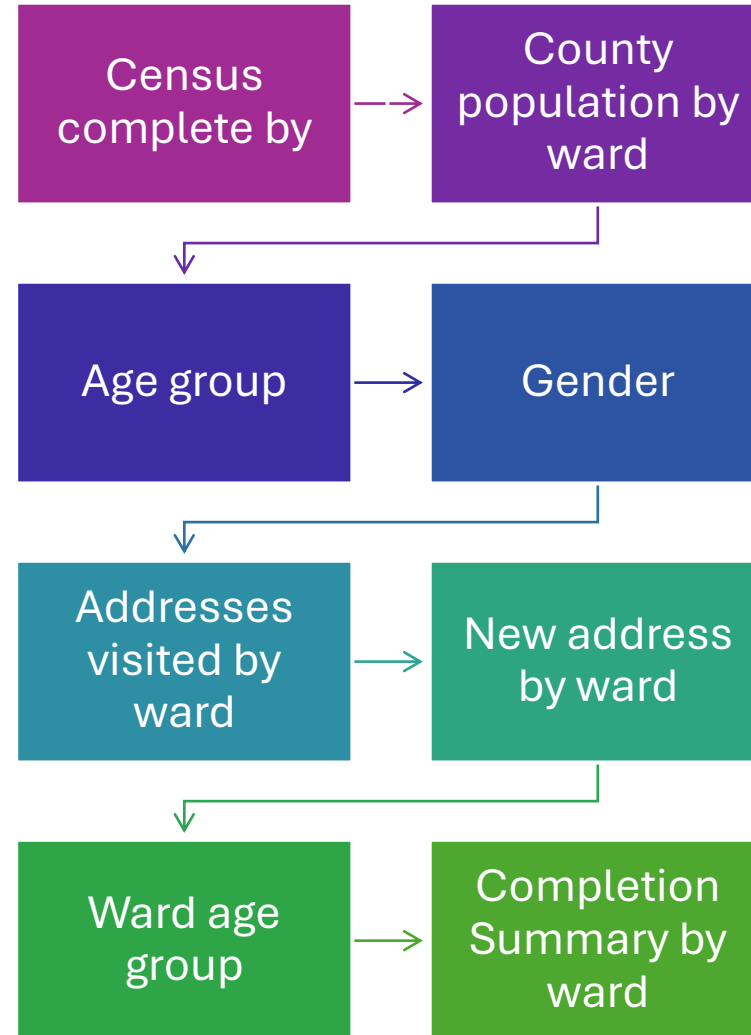 Census
complete by
County
population by
ward
Age group
Gender
Addresses
visited by
ward
New address
by ward
Ward age
group
Completion
Summary by
ward